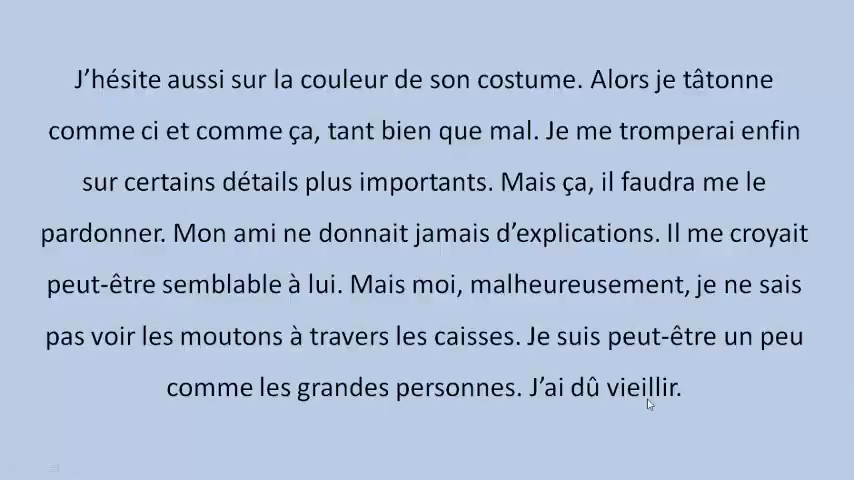 J’hésite aussi sur la couleur de son costume. Alors je tâtonne
comme ci et comme ça, tant bien que mal. Je me tromperai enfin
sur certains détails plus importants. Mais ça, il faudra me le
pardonner. Mon ami ne donnait jamais d’explications. Il me croyait
peut-être semblable à lui. Mais moi, malheureusement, je ne sais
pas voir les moutons à travers les caisses. Je suis peut-être un peu
comme les grandes personnes. J’ai dû vieillir.